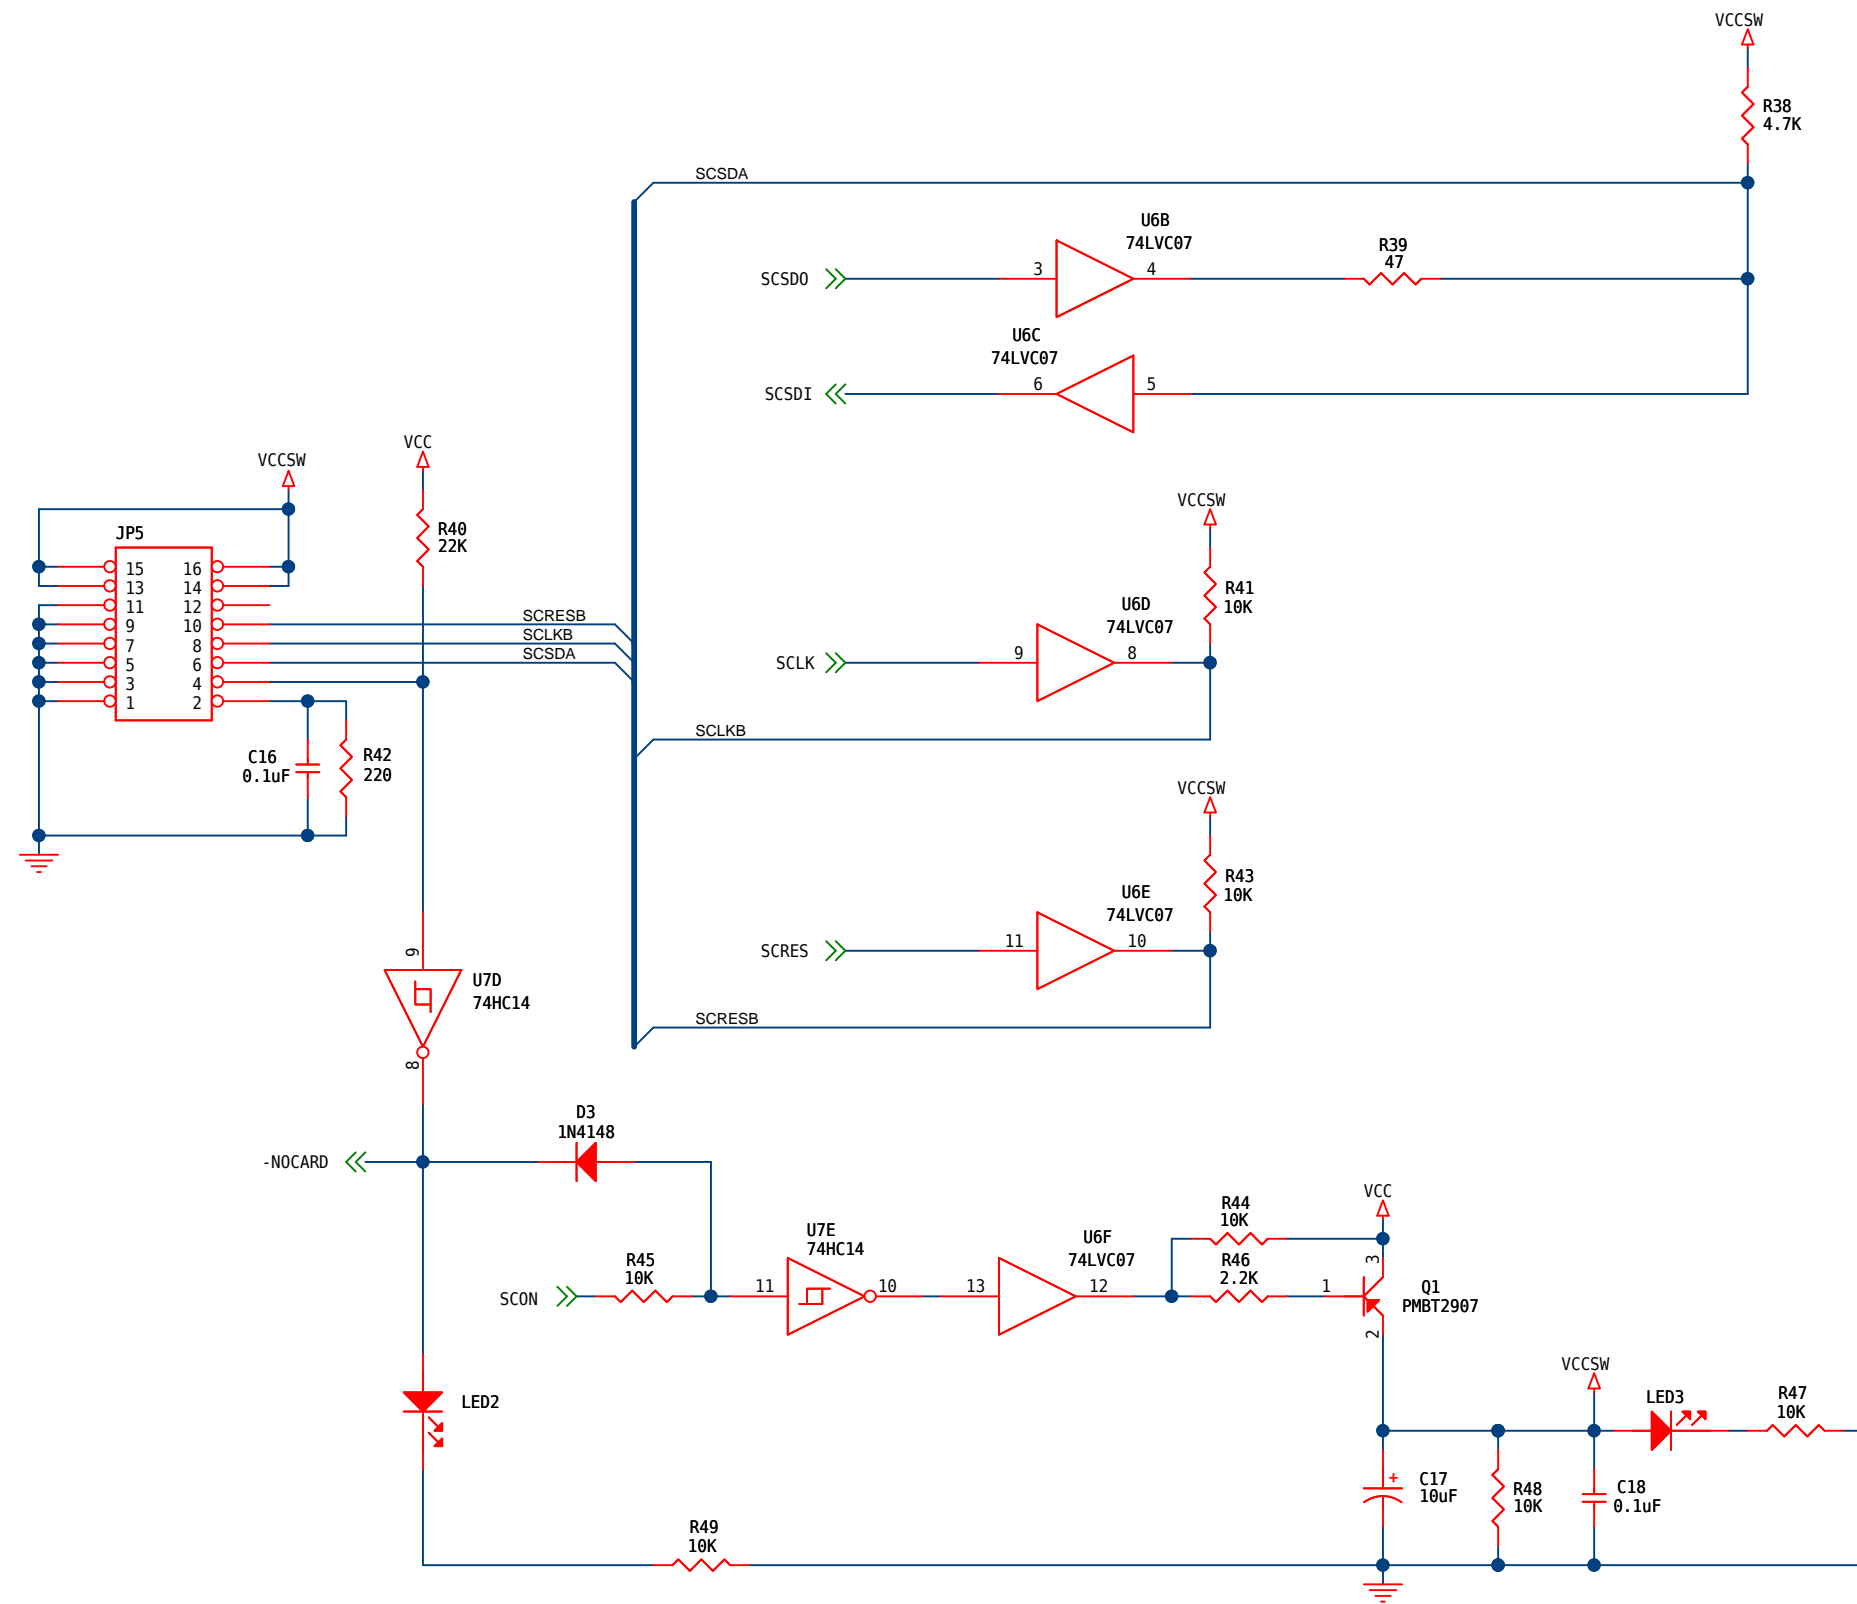 VCCSW
R38
4.7K
SCSDA
U6B
74LVC07
SCSDO
3
4
R39
47
U6C
74LVC07
SCSDI
6
5
VCC
VCCSW
JP5
R40
22K
15 16
13 14
11 12
9 10
7 8
5 6
3 4
1 2
SCRESB
SCLKB
SCSDA
VCCSW
R41
10K
U6D
74LVC07
SCLK
9
8
SCLKB
C16
0.1uF
R42
220
VCCSW
R43
10K
U6E
74LVC07
SCRES
11
10
SCRESB
9
U7D
74HC14
8
D3
1N4148
-NOCARD
R45
10K
SCON
U7E
74HC14
11
10
U6F
74LVC07
13
12
R44
10K
R46
2.2K
VCC
3
1
2
Q1
PMBT2907
LED2
VCCSW
LED3
R47
10K
+
C17
10uF
R48
10K
C18
0.1uF
R49
10K